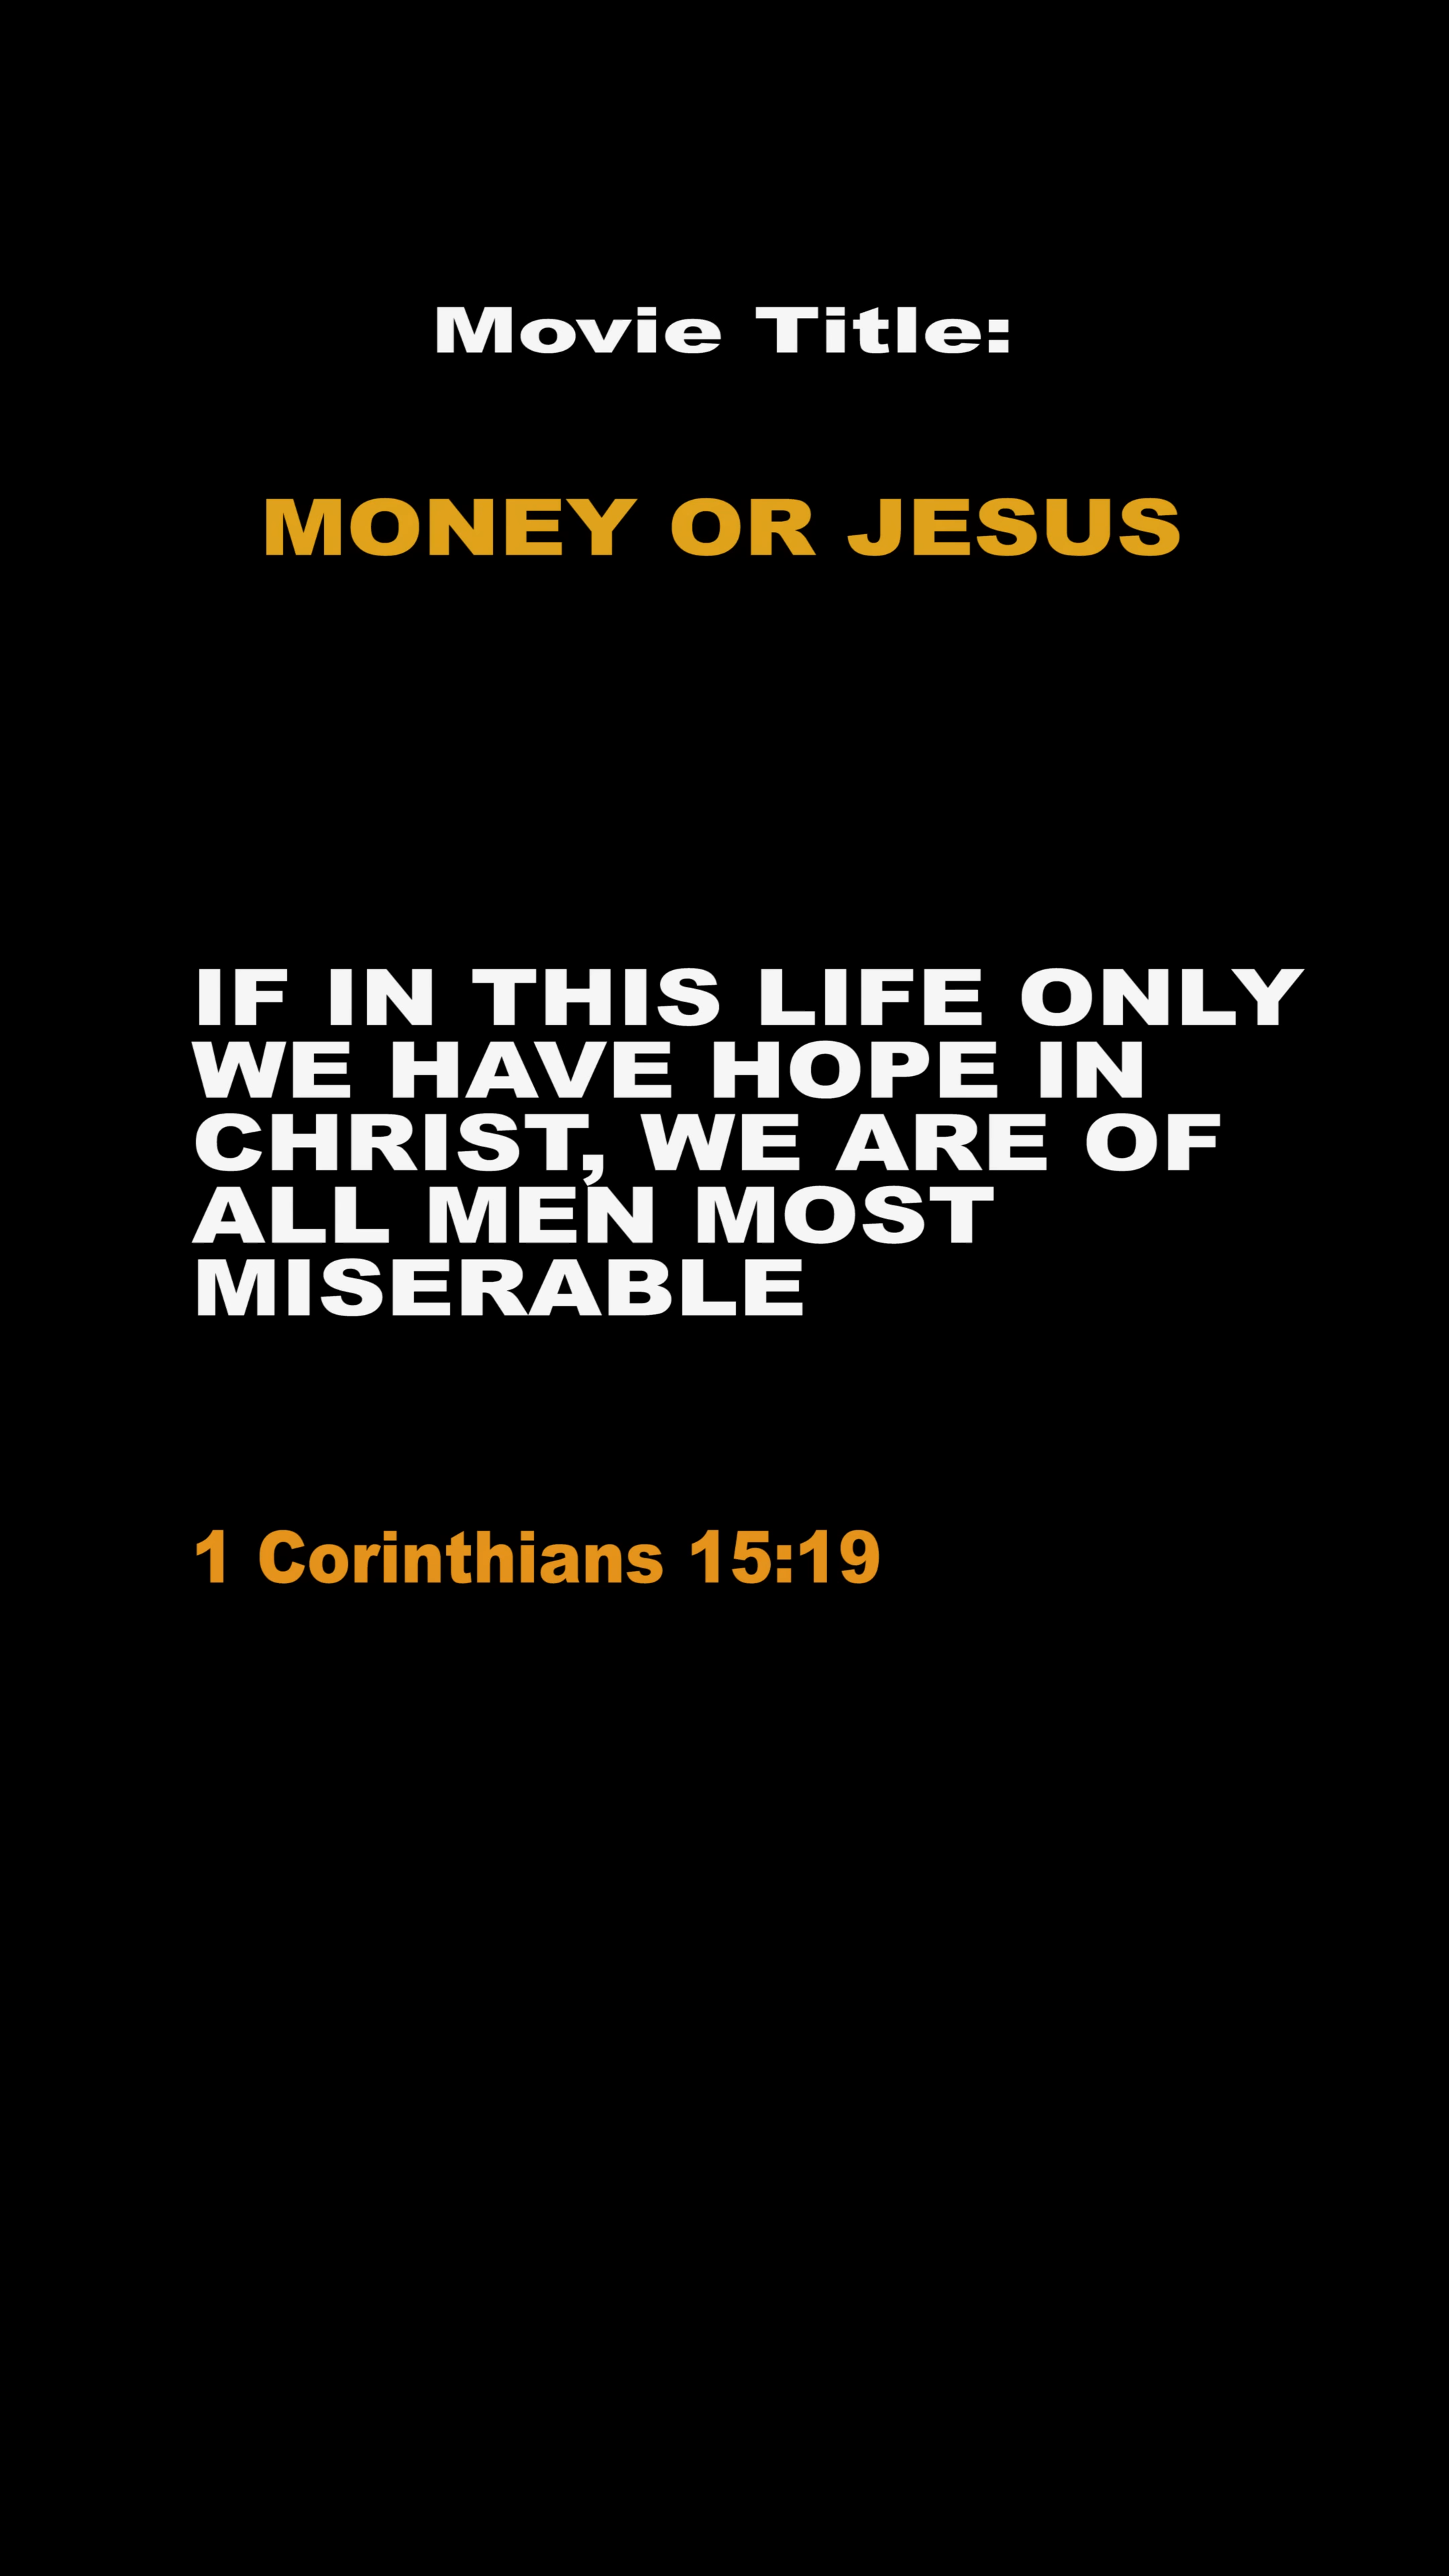 Movie Title:
MONEY OR JESUS
IF IN THIS LIFE ONLY
WE HAVE HOPE IN
CHRIST, WE ARE OF
ALL MEN MOST
MISERABLE
1 Corinthians 15:19